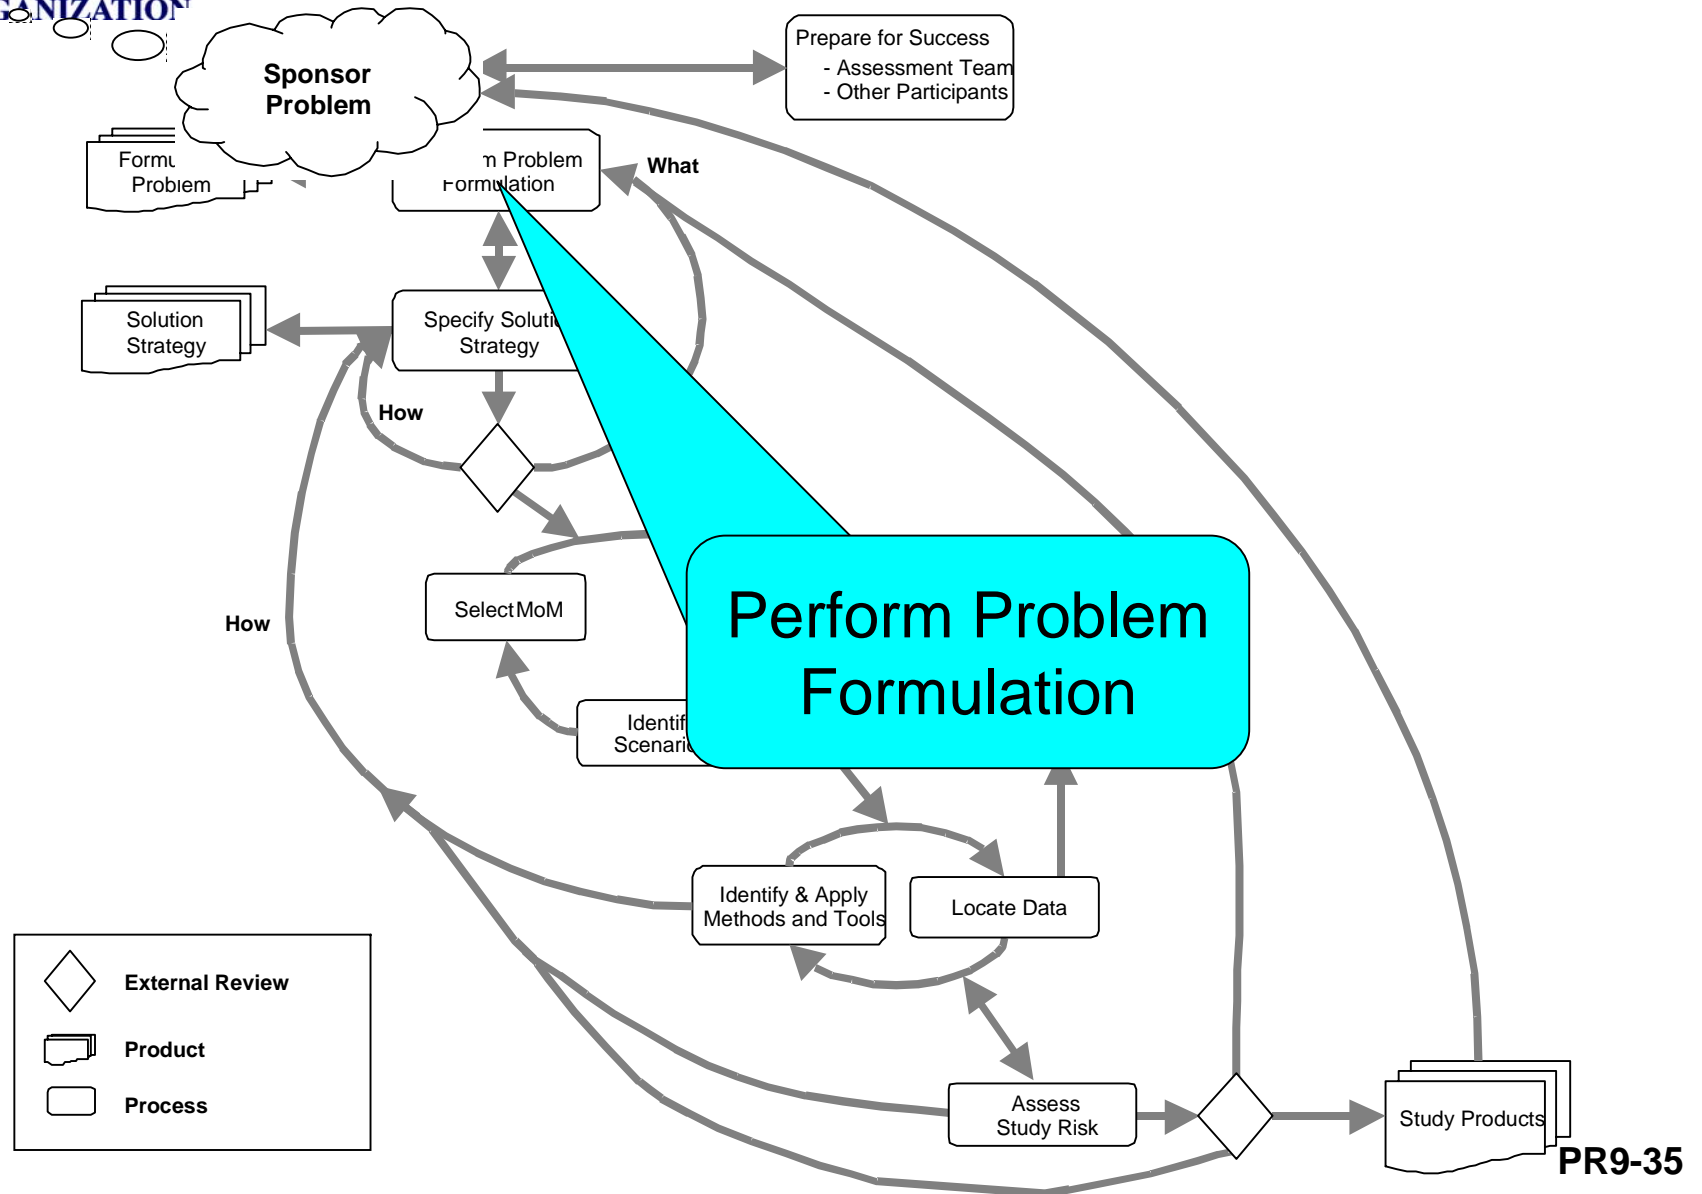 GANIZATION
Sponsor
Problem
Prepare for Success
- Assessment Team
- Other Participants
Formu
Problem
m Problem
Formulation
What
Solution
Strategy
Specify Soluti
Strategy
How
Select MoM
How
Perform Problem
Formulation
Identif
Scenari
Identify & Apply
Methods and Tools
Locate Data
External Review
Product
Process
Assess
Study Risk
Study Products
PR9-35